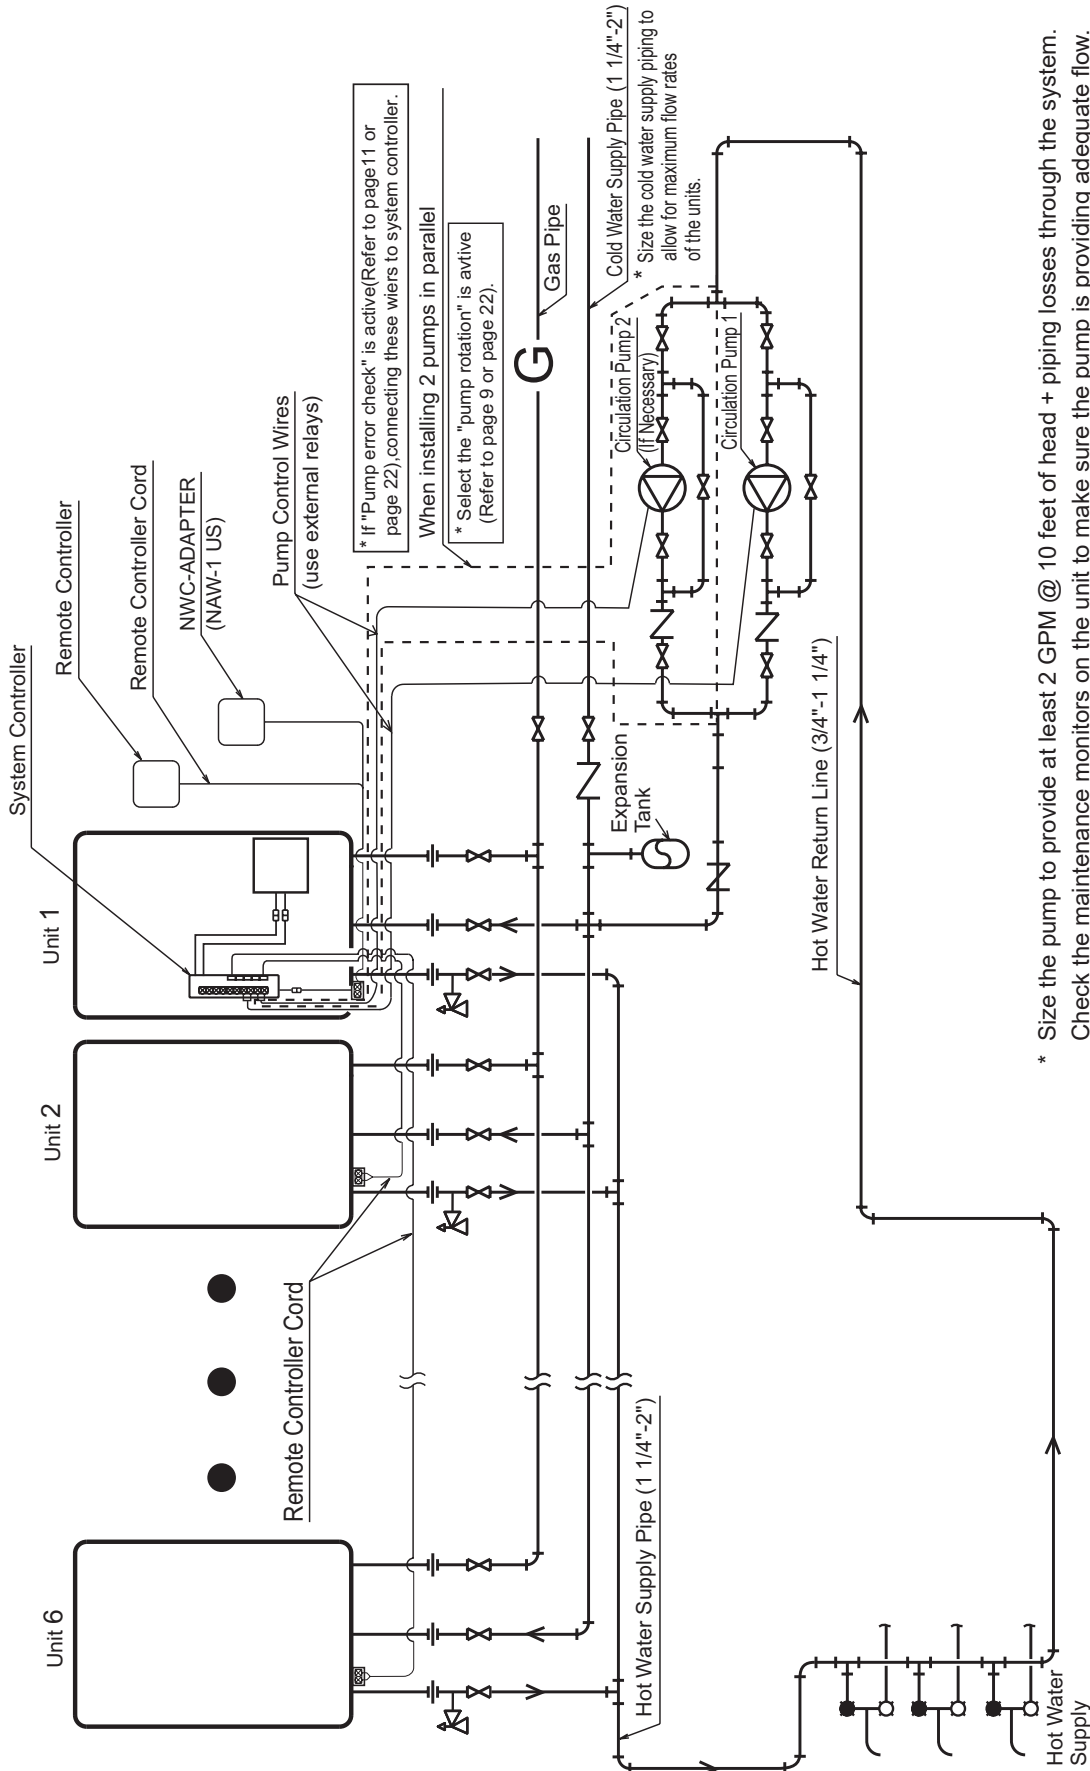 System Controller
Remote Controller
Remote Controller Cord
NWC-ADAPTER
(NAW-1 US)
Pump Control Wires
(use external relays)
* If "Pump error check" is active(Refer to page11 or
page 22),connecting these wiers to system controller.
When installing 2 pumps in parallel
* Select the "pump rotation" is avtive
(Refer to page 9 or page 22).
Unit 6
Unit 2
Unit 1
Remote Controller Cord
G
Gas Pipe
Cold Water Supply Pipe (1 1/4"-2")
* Size the cold water supply piping to
allow for maximum flow rates
of the units.
Expansion
Tank
Circulation Pump 2
(If Necessary)
Circulation Pump 1
Hot Water Supply Pipe (1 1/4"-2")
Hot Water Return Line (3/4"-1 1/4")
Hot Water
Supply
* Size the pump to provide at least 2 GPM @ 10 feet of head + piping losses through the system.
Check the maintenance monitors on the unit to make sure the pump is providing adequate flow.